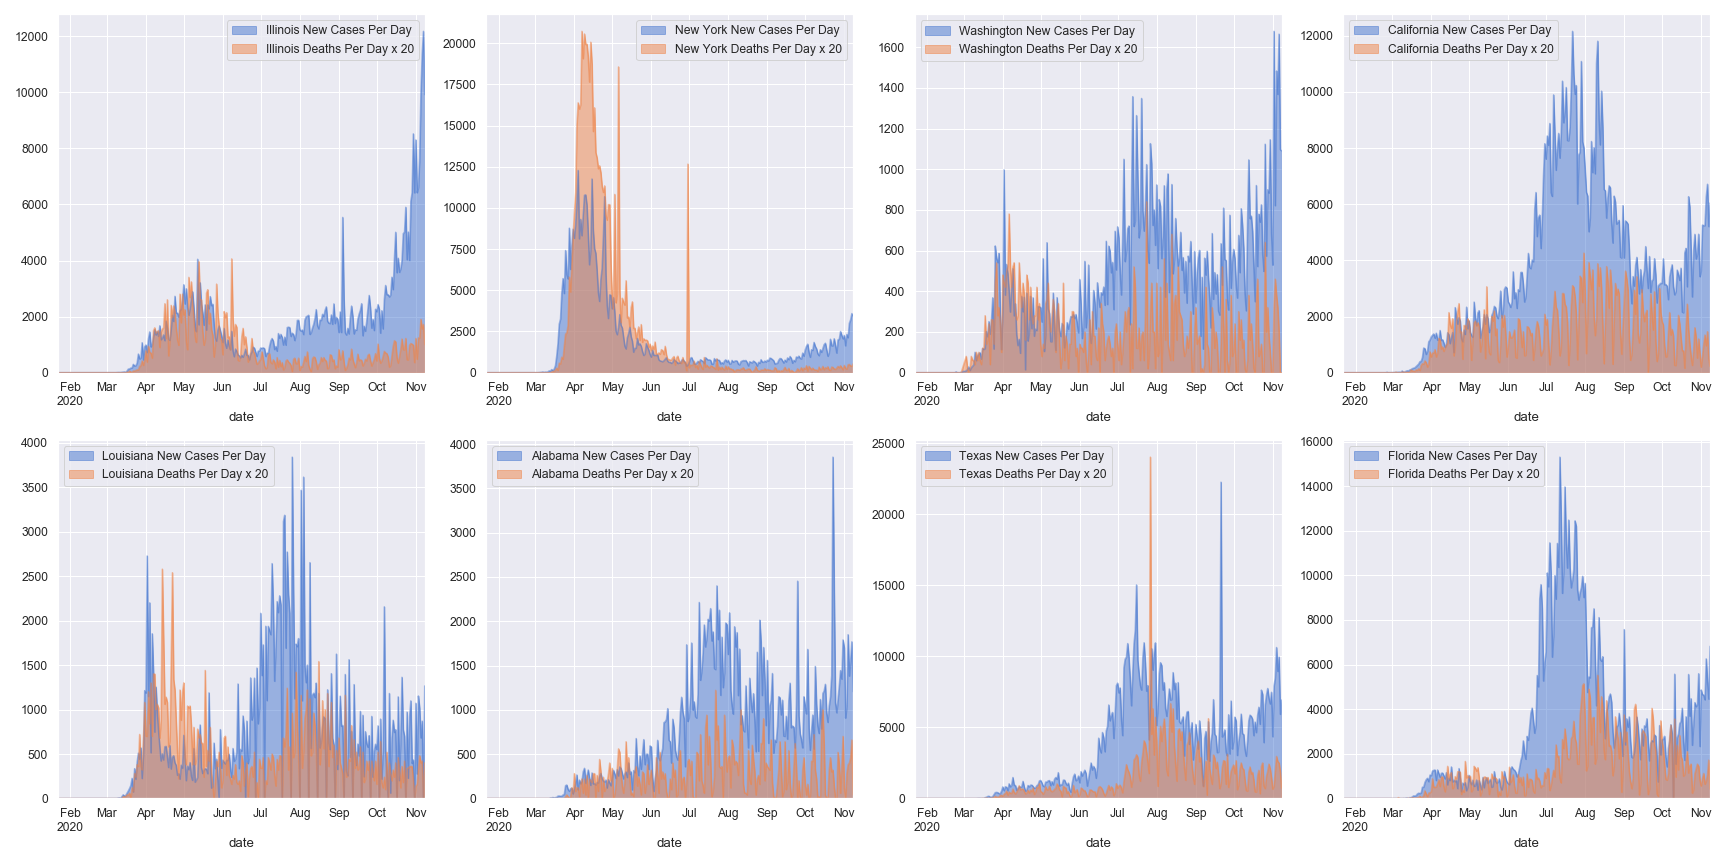 Illinois New Cases Per Day
Illinois Deaths Per Day x 20
12000
10000
8000
6000
4000
2000
0
Feb Mar Apr May Jun Jul Aug Sep Oct Nov
2020
date
New York New Cases Per Day
New York Deaths Per Day x 20
20000
17500
15000
12500
10000
7500
5000
2500
0
Feb Mar Apr May Jun Jul Aug Sep Oct Nov
2020
date
Washington New Cases Per Day
Washington Deaths Per Day x 20
1600
1400
1200
1000
800
600
400
200
0
Feb Mar Apr May Jun Jul Aug Sep Oct Nov
2020
date
California New Cases Per Day
California Deaths Per Day x 20
12000
10000
8000
6000
4000
2000
0
Feb Mar Apr May Jun Jul Aug Sep Oct Nov
2020
date
Louisiana New Cases Per Day
Louisiana Deaths Per Day x 20
4000
3500
3000
2500
2000
1500
1000
500
0
Feb Mar Apr May Jun Jul Aug Sep Oct Nov
2020
date
Alabama New Cases Per Day
Alabama Deaths Per Day x 20
4000
3500
3000
2500
2000
1500
1000
500
0
Feb Mar Apr May Jun Jul Aug Sep Oct Nov
2020
date
Texas New Cases Per Day
Texas Deaths Per Day x 20
25000
20000
15000
10000
5000
0
Feb Mar Apr May Jun Jul Aug Sep Oct Nov
2020
date
Florida New Cases Per Day
Florida Deaths Per Day x 20
16000
14000
12000
10000
8000
6000
4000
2000
0
Feb Mar Apr May Jun Jul Aug Sep Oct Nov
2020
date